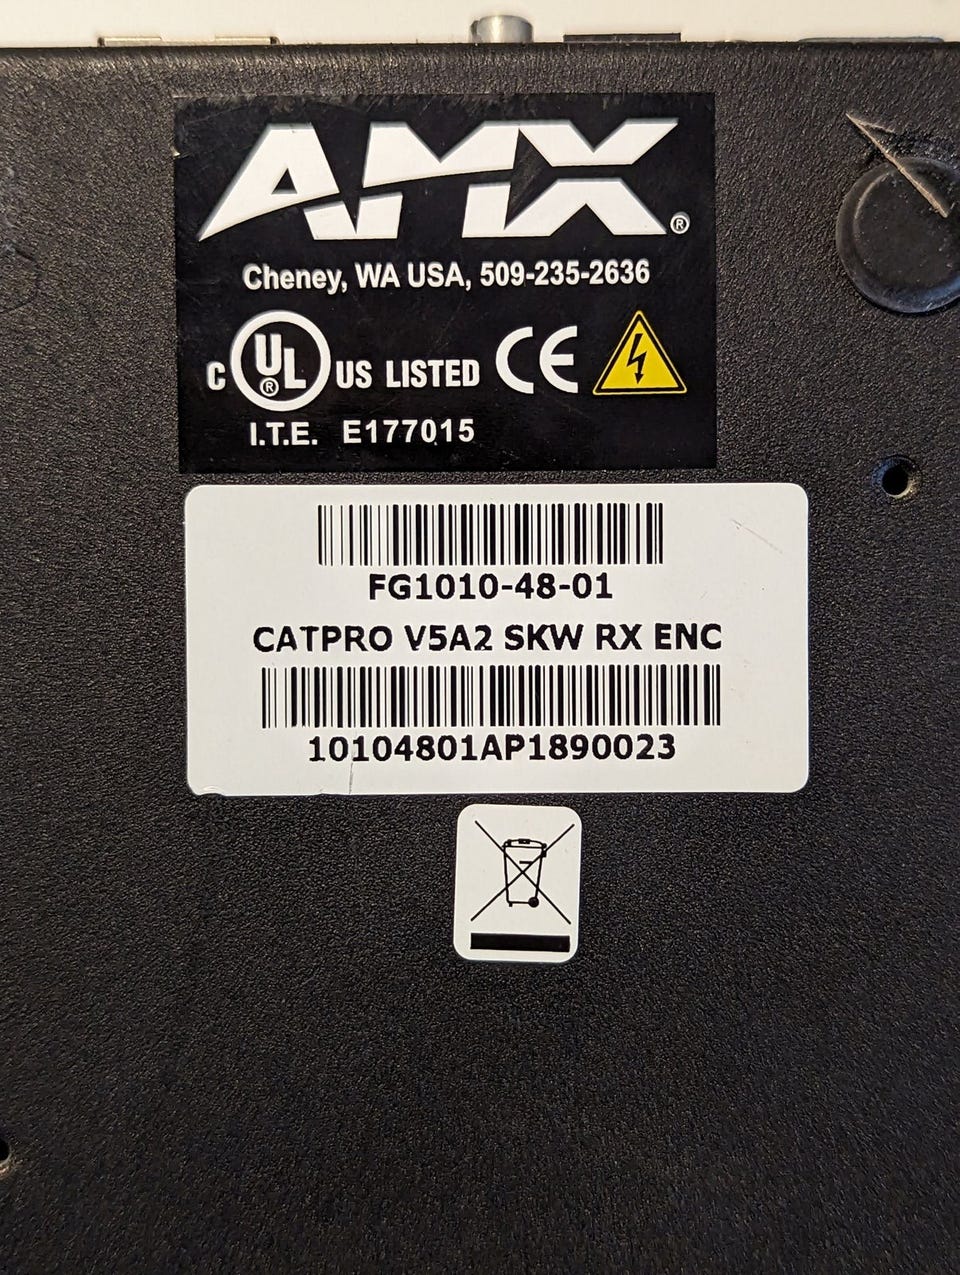 AMX®
Cheney, WA USA, 509-235-2636
C UL® US LISTED CE
I.T.E. E177015
FG1010-48-01
CATPRO V5A2 SKW RX ENC
10104801AP1890023